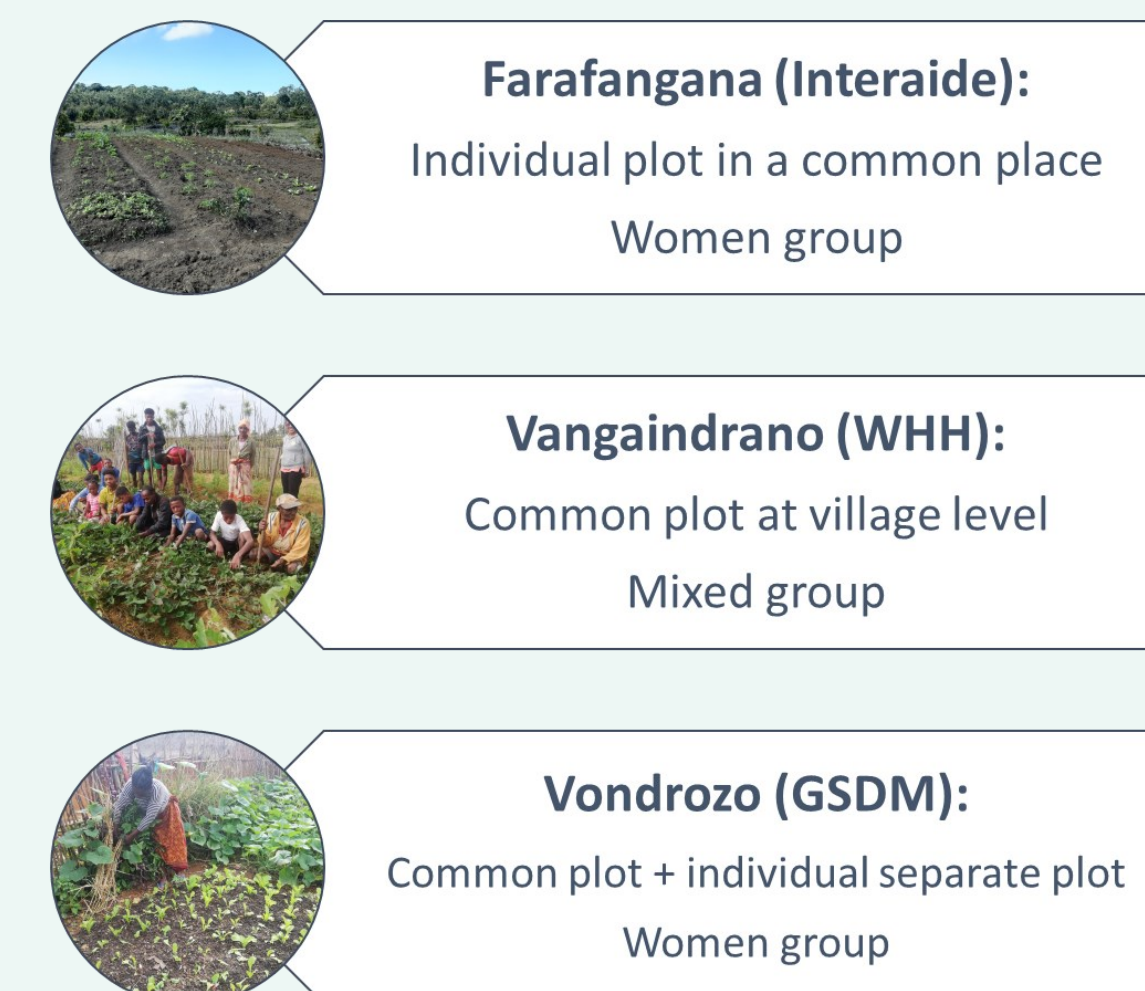 Farafangana (Interaide):
Individual plot in a common place
Women group
Vangaindrano (WHH):
Common plot at village level
Mixed group
Vondrozo (GSDM):
Common plot + individual separate plot
Women group